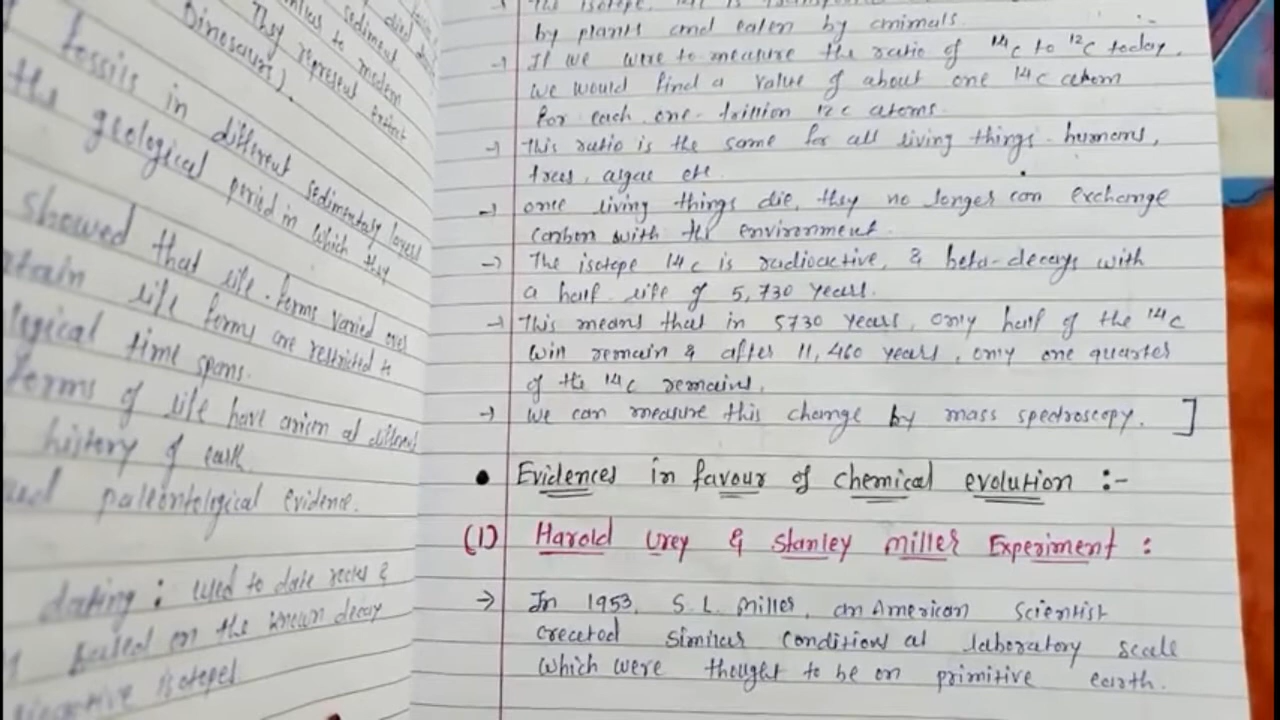 Dinosaurs).
They represent extinct
fossils in different sedimentary layers
the geological period in which they
showed that life-forms varied over
life forms are restricted to
time spans.
forms of life have arisen at different
history of earth.
paleontological evidence.
dating : used to date rocks &
Based on the known decay
isotopes
by plants and eaten by animals
→ If we were to measure the ratio of 14c to 12c today.
we would find a value of about one 14c atom
for each one-trillion 12c atoms.
→ This ratio is the same for all living things - humans,
trees, algae etc
→ once living things die, they no longer can exchange
carbon with the environment.
→ The isotope 14c is radioactive, & beta-decays with
a half life of 5,730 years.
→ This means that in 5730 years, only half of the 14c
will remain & after 11,460 years, only one quarter
of the 14c remains.
→ we can measure this change by mass spectroscopy. ]
• Evidences in favour of chemical evolution :-
(1) Harold Urey & Stanley Miller Experiment :
→ In 1953, S. L. Miller, an American Scientist
created similar conditions at laboratory scale
which were thought to be on primitive earth.